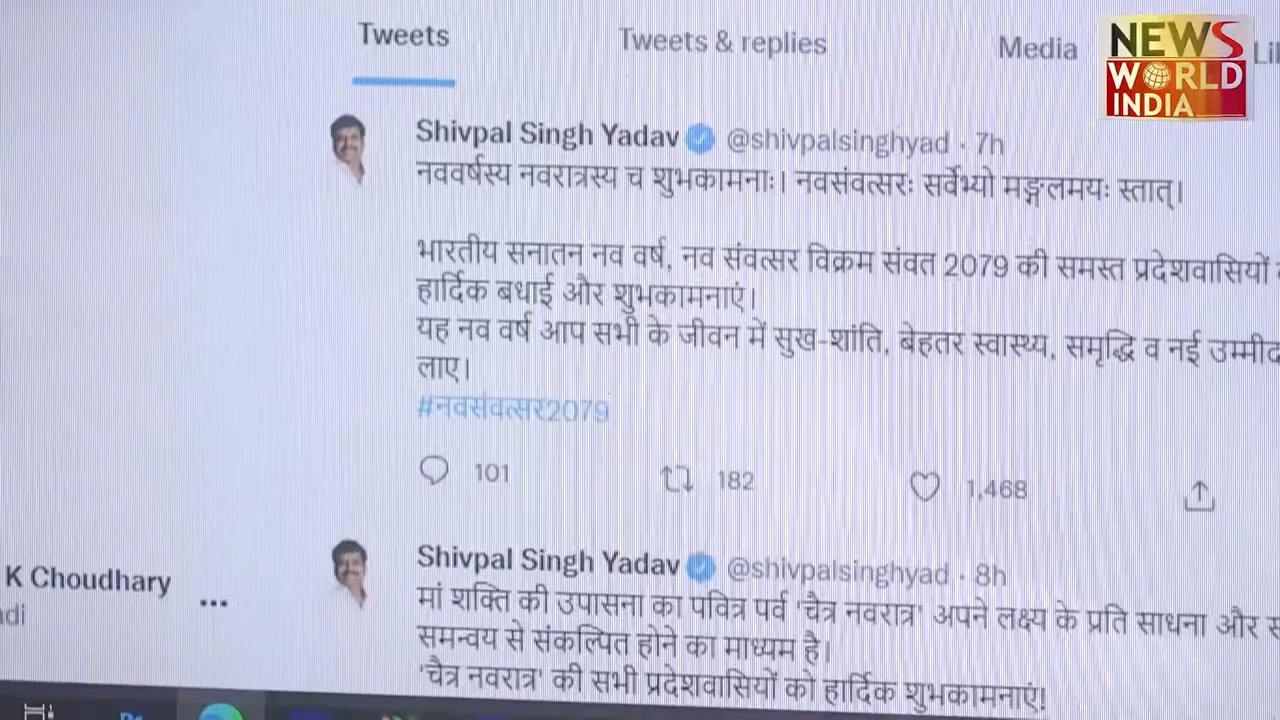 Tweets
Tweets & replies
Media
NEWS
WORLD
INDIA
Shivpal Singh Yadav @shivpalsinghyad · 7h
नववर्षस्य नवरात्रस्य च शुभकामनाः। नवसंवत्सरः सर्वेभ्यो मङ्गलमयः स्तात्।
भारतीय सनातन नव वर्ष, नव संवत्सर विक्रम संवत 2079 की समस्त प्रदेशवासियों
हार्दिक बधाई और शुभकामनाएं।
यह नव वर्ष आप सभी के जीवन में सुख-शांति, बेहतर स्वास्थ्य, समृद्धि व नई उम्मीद
लाए।
#नवसंवत्सर2079
101
182
1,468
Shivpal Singh Yadav @shivpalsinghyad · 8h
मां शक्ति की उपासना का पवित्र पर्व 'चैत्र नवरात्र' अपने लक्ष्य के प्रति साधना और
समन्वय से संकल्पित होने का माध्यम है।
'चैत्र नवरात्र' की सभी प्रदेशवासियों को हार्दिक शुभकामनाएं!
K Choudhary